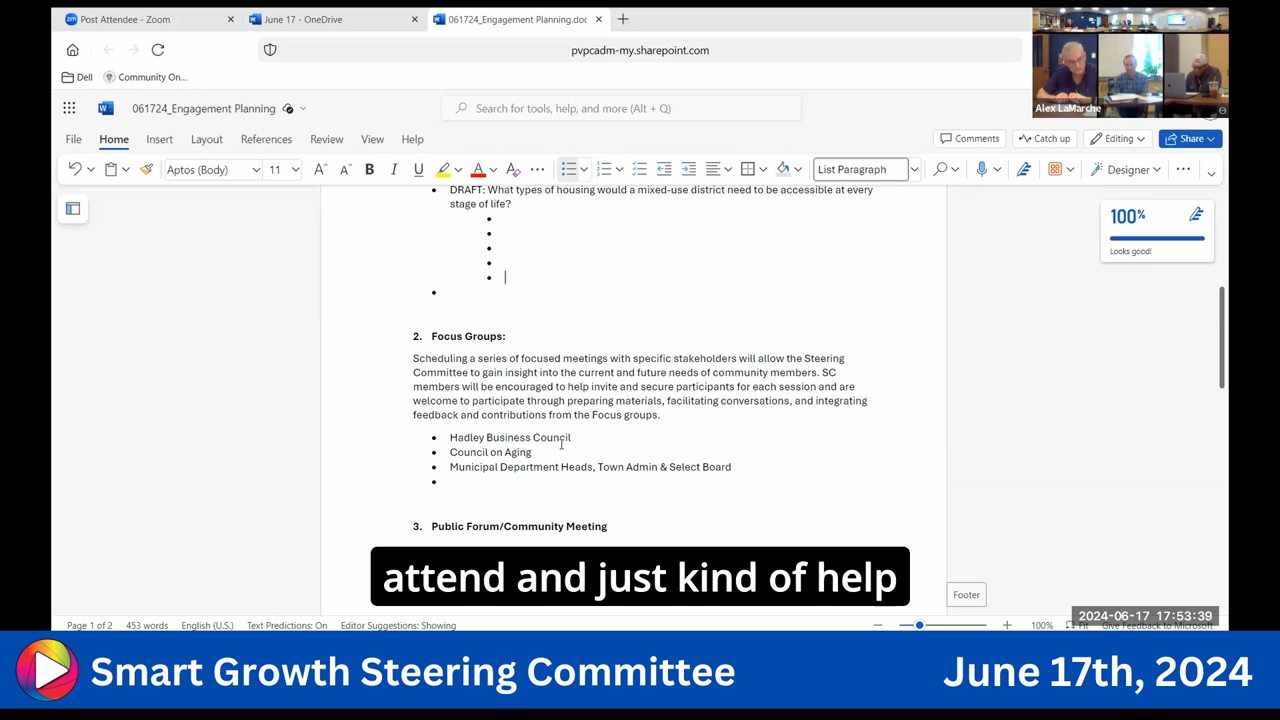 Post Attendee - Zoom
June 17 - OneDrive
061724_Engagement Planning.doc
pvpcadm-my.sharepoint.com
Dell
Community On...
061724_Engagement Planning
Search for tools, help, and more (Alt + Q)
Alex LaMarche
File Home Insert Layout References Review View Help
Comments Catch up Editing Share
Aptos (Body) 11 A A B I U A List Paragraph Designer
DRAFT: What types of housing would a mixed-use district need to be accessible at every
stage of life?
100%
Looks good!
2. Focus Groups:
Scheduling a series of focused meetings with specific stakeholders will allow the Steering
Committee to gain insight into the current and future needs of community members. SC
members will be encouraged to help invite and secure participants for each session and are
welcome to participate through preparing materials, facilitating conversations, and integrating
feedback and contributions from the Focus groups.
• Hadley Business Council
• Council on Aging
• Municipal Department Heads, Town Admin & Select Board
3. Public Forum/Community Meeting
attend and just kind of help
Footer
2024-06-17 17:53:39
Page 1 of 2 453 words English (U.S.) Text Predictions: On Editor Suggestions: Showing 100% Fit Give Feedback to Microsoft
Smart Growth Steering Committee
June 17th, 2024